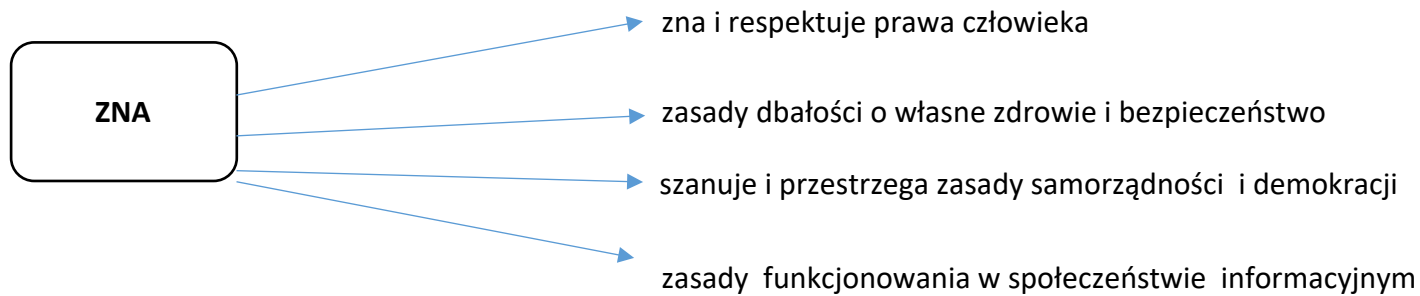 zna i respektuje prawa człowieka
ZNA
zasady dbałości o własne zdrowie i bezpieczeństwo
szanuje i przestrzega zasady samorządności i demokracji
zasady funkcjonowania w społeczeństwie informacyjnym